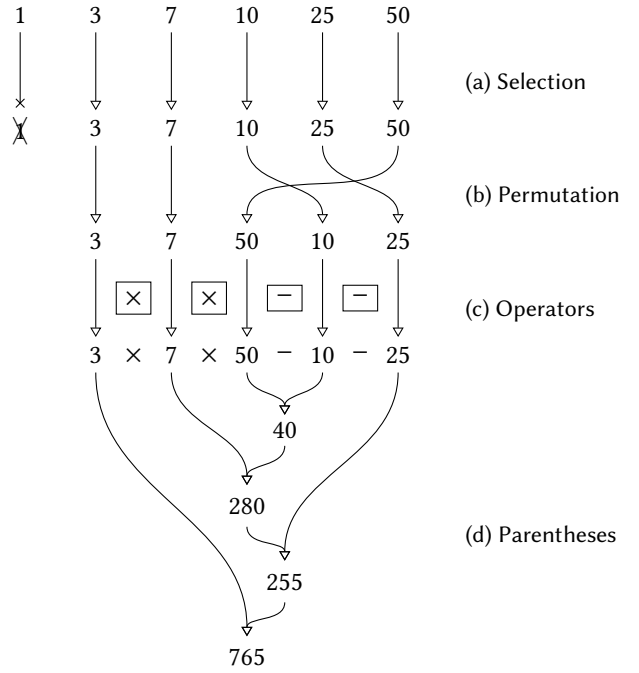 1 3 7 10 25 50
(a) Selection
1 3 7 10 25 50
(b) Permutation
3 7 50 10 25
× × − −
(c) Operators
3 × 7 × 50 − 10 − 25
40
280
(d) Parentheses
255
765